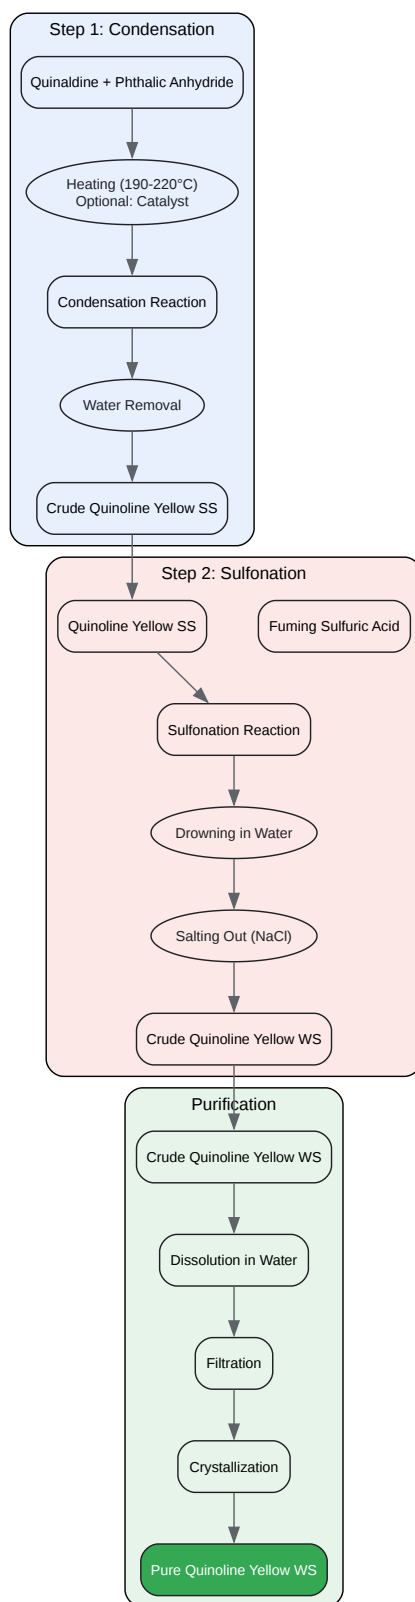 Step 1: Condensation
Quinaldine + Phthalic Anhydride
Heating (190-220°C)
Optional: Catalyst
Condensation Reaction
Water Removal
Crude Quinoline Yellow SS
Step 2: Sulfonation
Quinoline Yellow SS
Fuming Sulfuric Acid
Sulfonation Reaction
Drowning in Water
Salting Out (NaCl)
Crude Quinoline Yellow WS
Purification
Crude Quinoline Yellow WS
Dissolution in Water
Filtration
Crystallization
Pure Quinoline Yellow WS